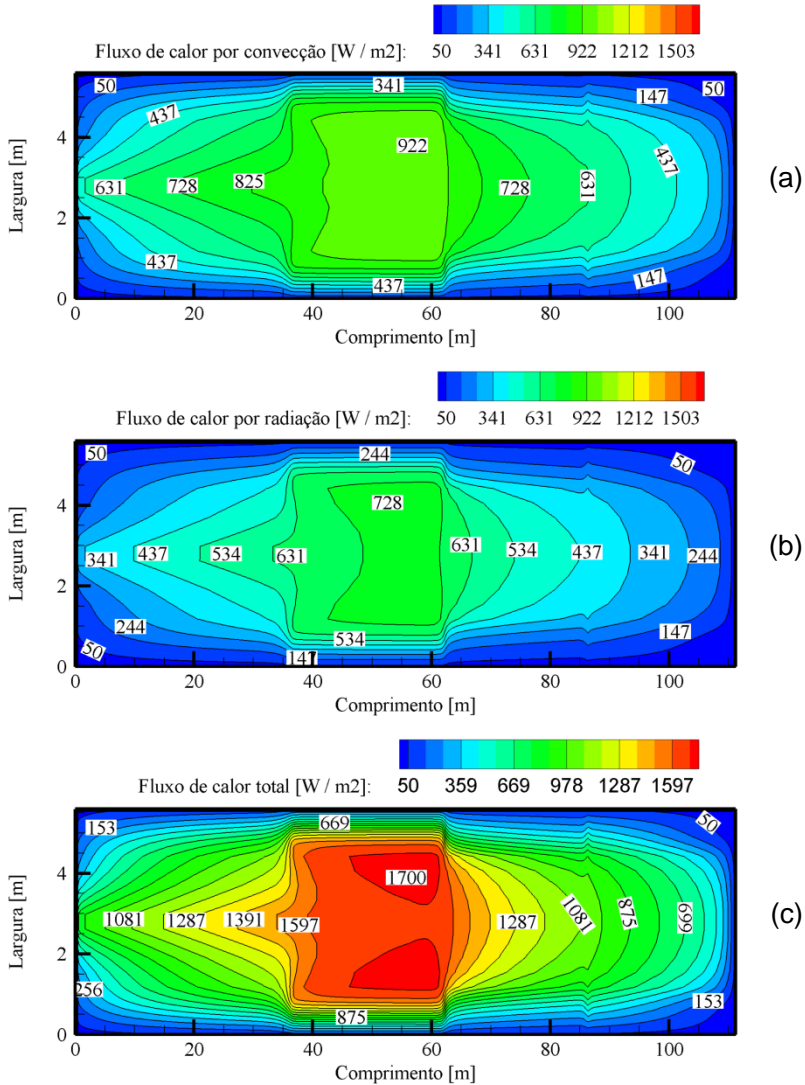 Fluxo de calor por convecção [W / m2]: 50 341 631 922 1212 1503
50 341 50
437 147
4 922
437
631 728 825 728 631 (a)
2
437 147
437
0
0 20 40 60 80 100
Largura [m]
Comprimento [m]
Fluxo de calor por radiação [W / m2]: 50 341 631 922 1212 1503
50 244 50
4 728
341 437 534 631 631 534 437 341 244 (b)
2
244 147
534
50 147
0
0 20 40 60 80 100
Largura [m]
Comprimento [m]
Fluxo de calor total [W / m2]: 50 359 669 978 1287 1597
153 669 50
4 1700
1081 1287 1391 1597 1287 1081 875 699 (c)
2
256 153
875
0
0 20 40 60 80 100
Largura [m]
Comprimento [m]